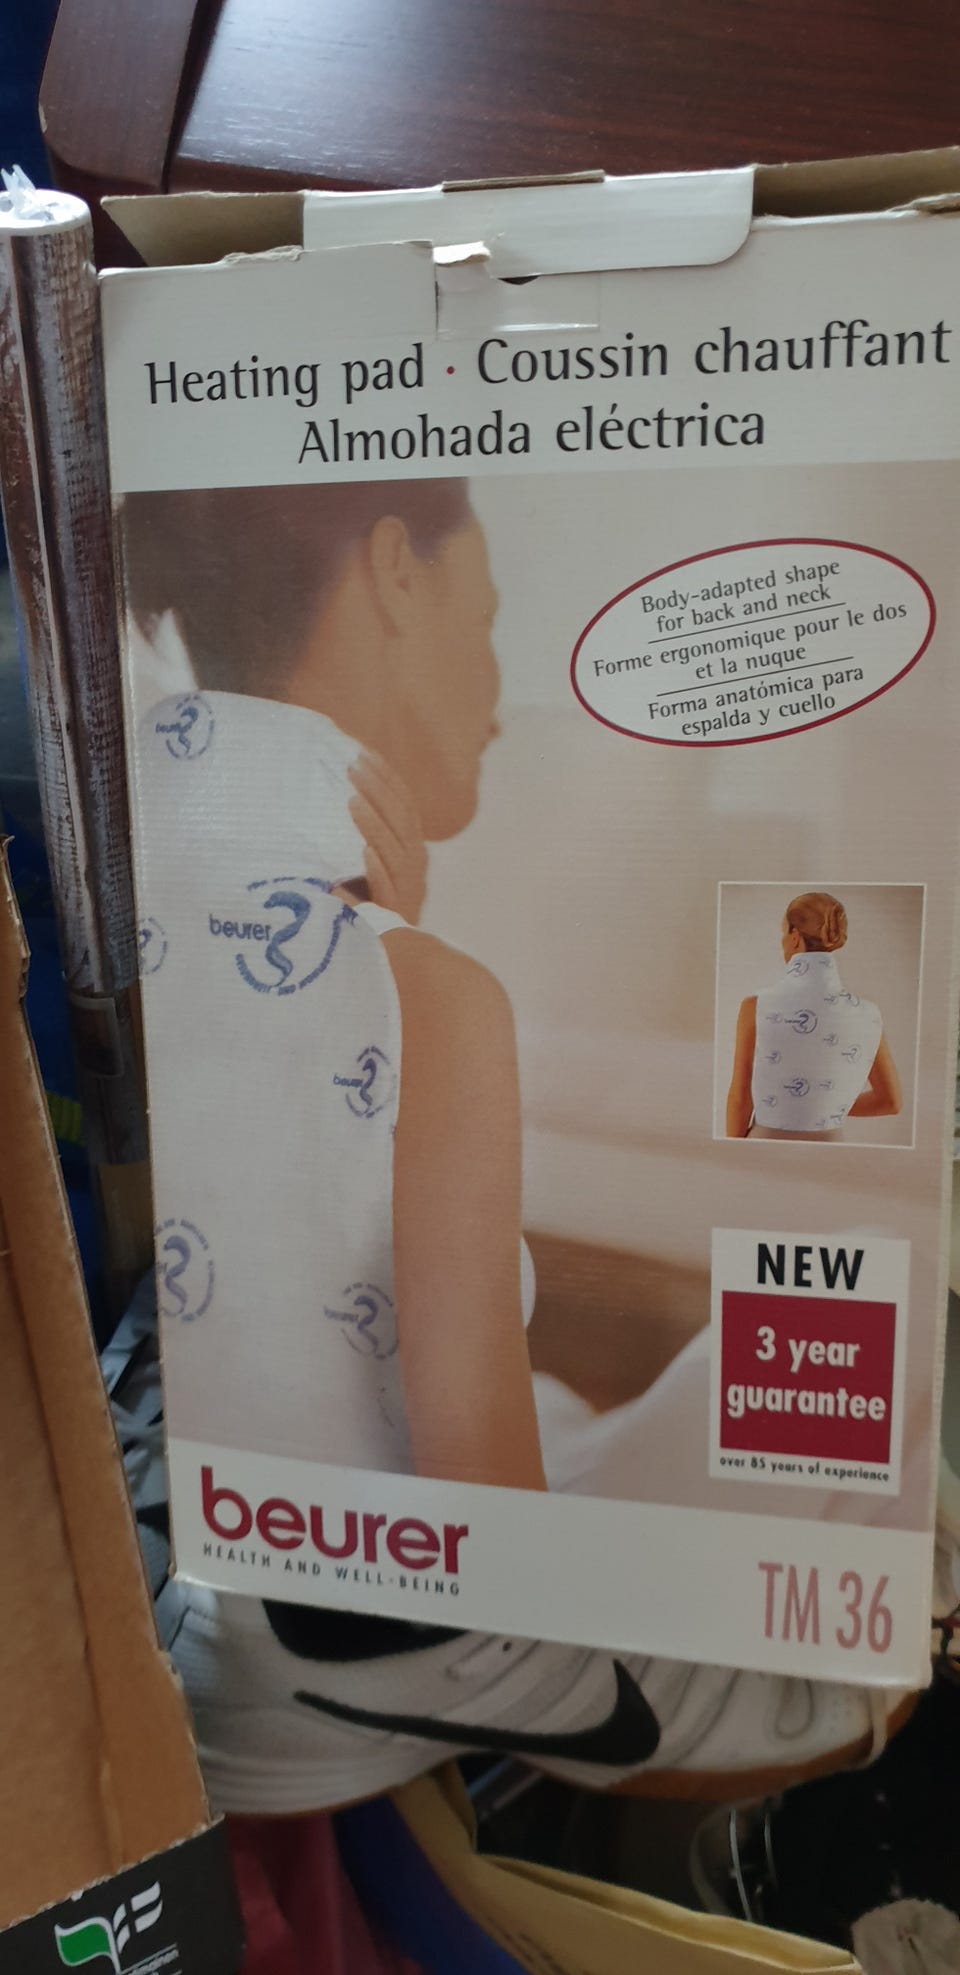 Heating pad · Coussin chauffant
Almohada eléctrica
Body-adapted shape
for back and neck
Forme ergonomique pour le dos
et la nuque
Forma anatómica para
espalda y cuello
beurer
beurer
beurer
NEW
3 year
guarantee
over 85 years of experience
beurer
HEALTH AND WELL-BEING
TM 36